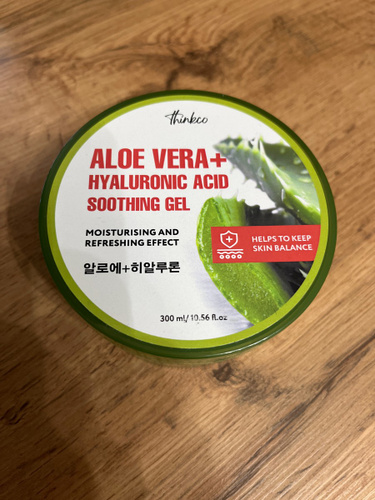 Thinkco
ALOE VERA+
HYALURONIC ACID
SOOTHING GEL
MOISTURISING AND
REFRESHING EFFECT
HELPS TO KEEP
SKIN BALANCE
알로에+히알루론
300 ml/ 10.56 fl.oz